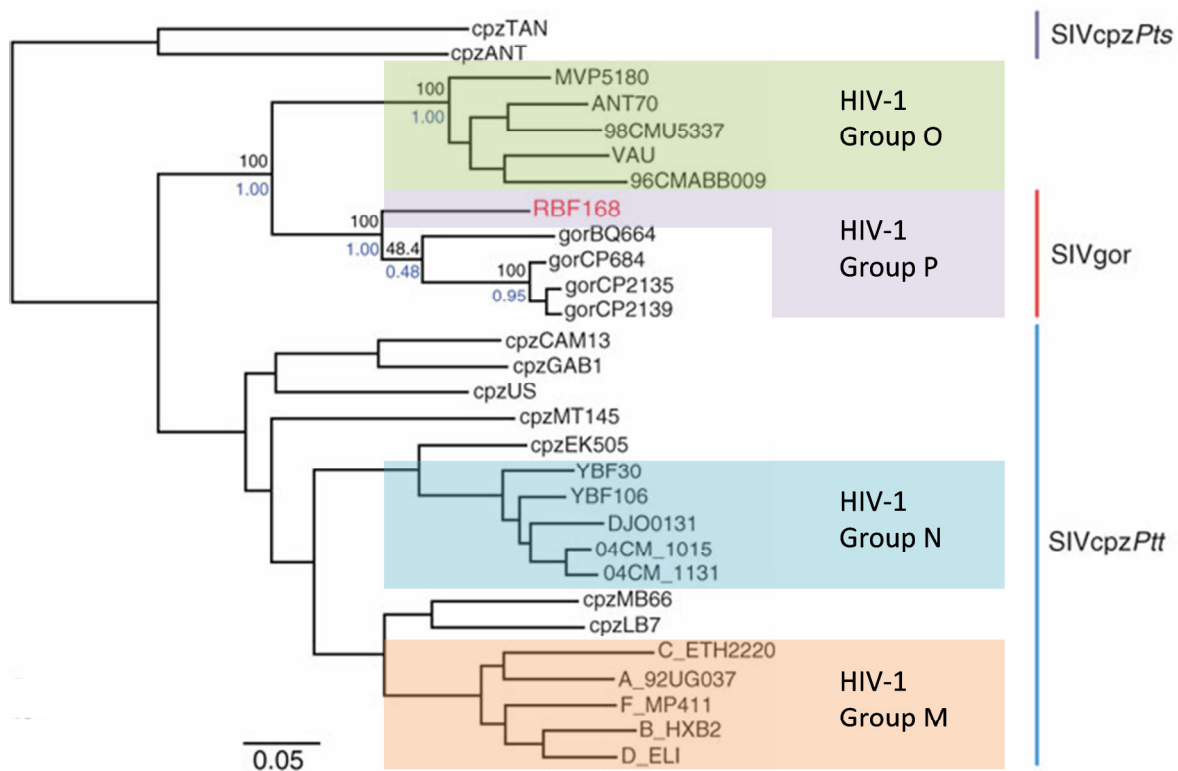 cpzTAN
cpzANT
SIVcpzPts
MVP5180
100
1.00
ANT70
98CMU5337
VAU
96CMABB009
HIV-1
Group O
100
1.00
RBF168
100
1.00
gorBQ664
48.4
0.48
gorCP684
100
0.95
gorCP2135
gorCP2139
HIV-1
Group P
SIVgor
cpzCAM13
cpzGAB1
cpzUS
cpzMT145
cpzEK505
YBF30
YBF106
DJO0131
04CM_1015
04CM_1131
HIV-1
Group N
SIVcpzPtt
cpzMB66
cpzLB7
C_ETH2220
A_92UG037
F_MP411
B_HXB2
D_ELI
HIV-1
Group M
0.05